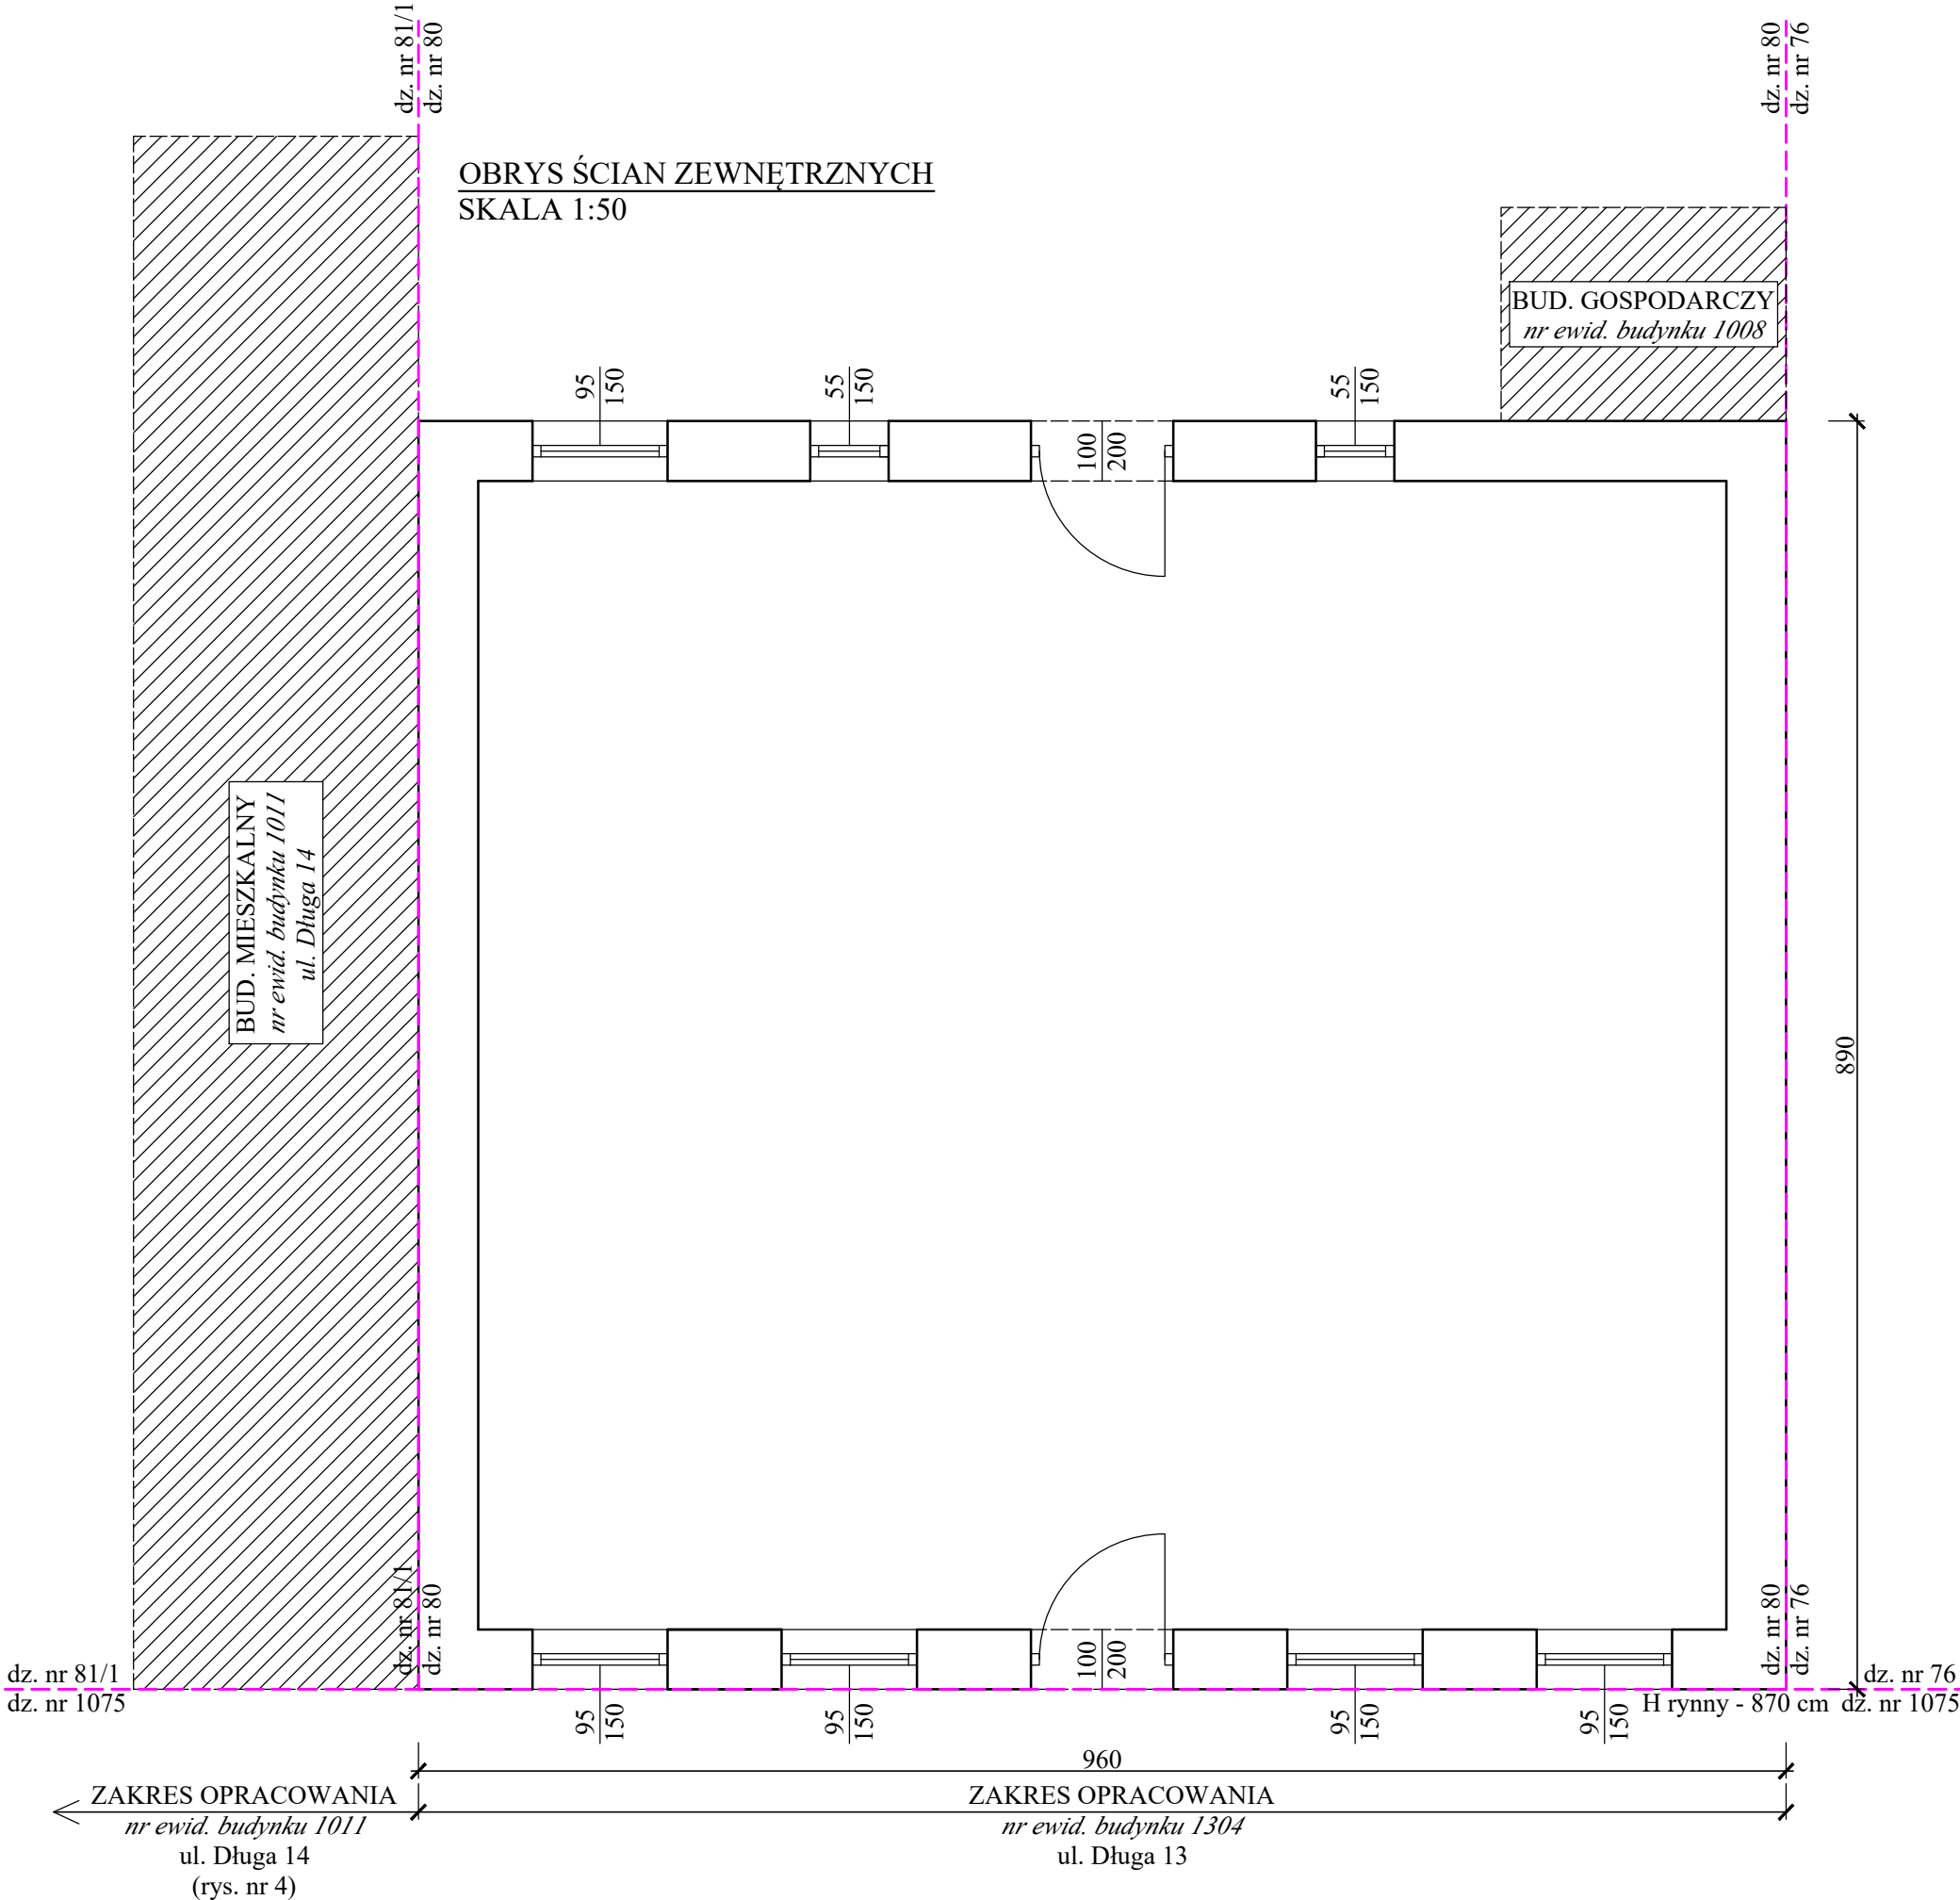 dz. nr 81/1
dz. nr 80
dz. nr 80
dz. nr 76
OBRYS ŚCIAN ZEWNĘTRZNYCH
SKALA 1:50
BUD. GOSPODARCZY
nr ewid. budynku 1008
95
150
55
150
100
200
55
150
BUD. MIESZKALNY
nr ewid. budynku 1011
ul. Długa 14
890
dz. nr 81/1
dz. nr 80
dz. nr 80
dz. nr 76
100
200
dz. nr 81/1
dz. nr 1075
dz. nr 76
H rynny - 870 cm dz. nr 1075
95
150
95
150
95
150
95
150
960
ZAKRES OPRACOWANIA
nr ewid. budynku 1011
ul. Długa 14
(rys. nr 4)
ZAKRES OPRACOWANIA
nr ewid. budynku 1304
ul. Długa 13